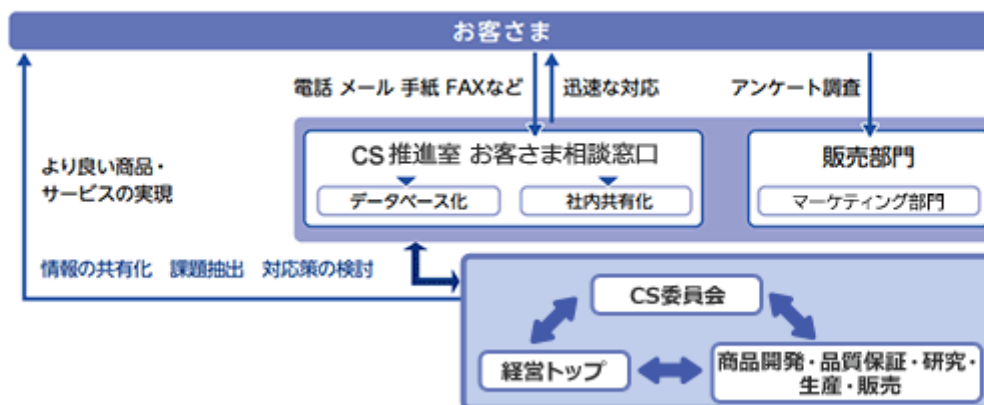 お客さま
電話 メール 手紙 FAXなど
迅速な対応
アンケート調査
CS推進室 お客さま相談窓口
データベース化
社内共有化
販売部門
マーケティング部門
より良い商品・
サービスの実現
情報の共有化 課題抽出 対応策の検討
CS委員会
経営トップ
商品開発・品質保証・研究・
生産・販売